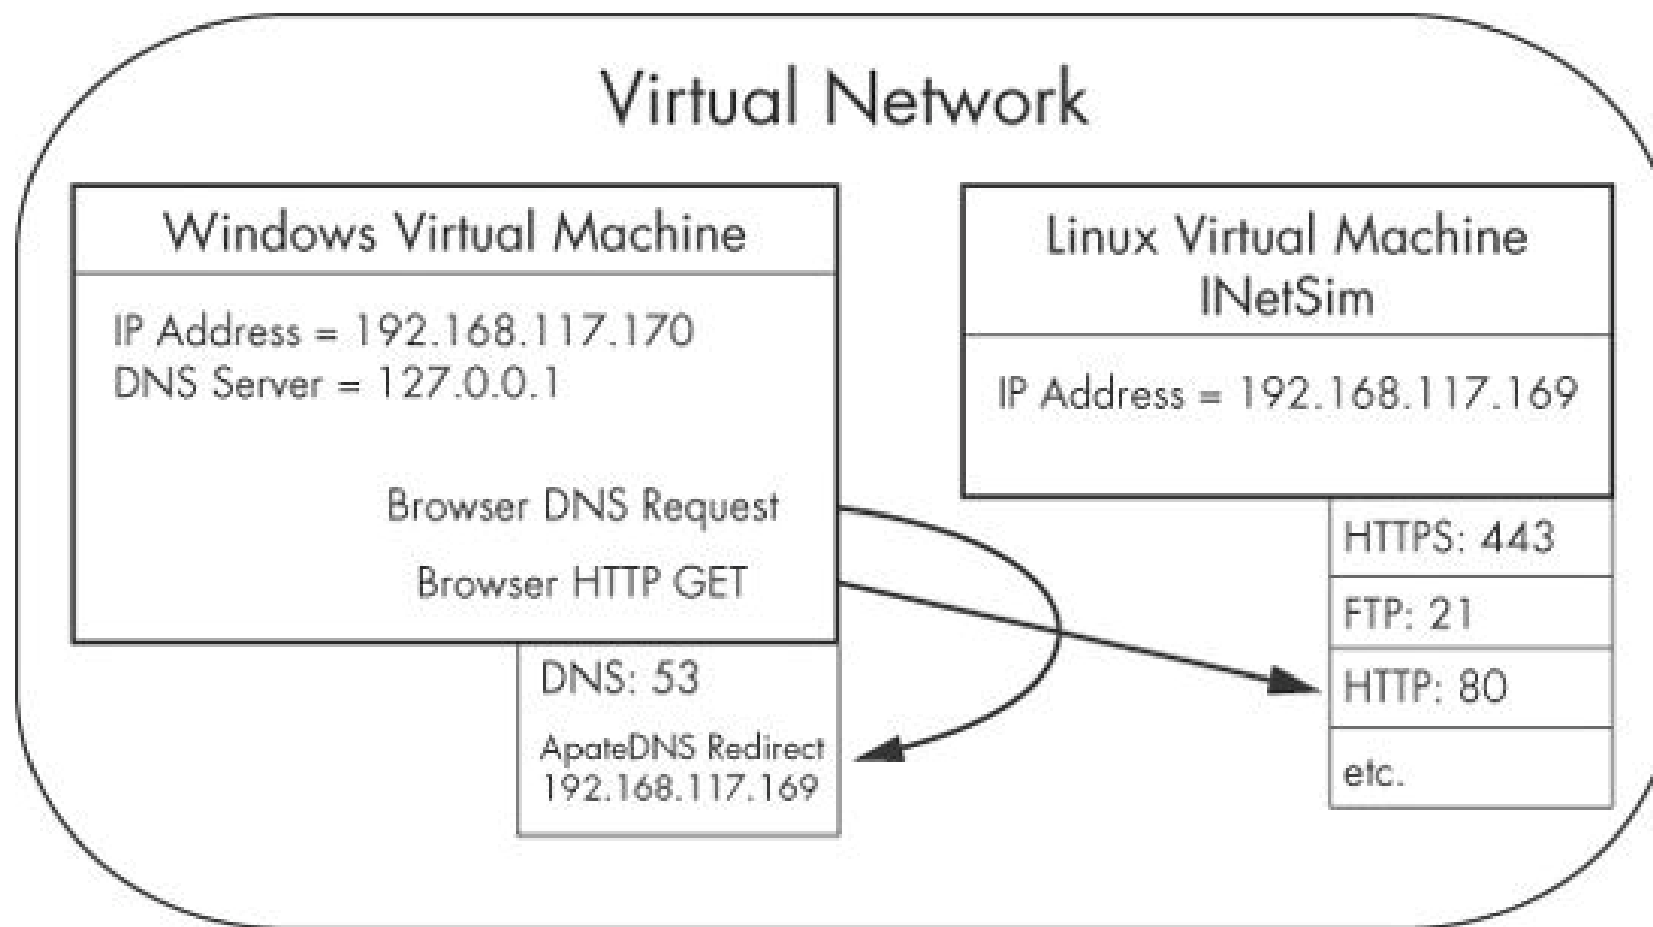 Virtual Network
Windows Virtual Machine
IP Address = 192.168.117.170
DNS Server = 127.0.0.1
Browser DNS Request
Browser HTTP GET
DNS: 53
ApateDNS Redirect
192.168.117.169
Linux Virtual Machine
INetSim
IP Address = 192.168.117.169
HTTPS: 443
FTP: 21
HTTP: 80
etc.